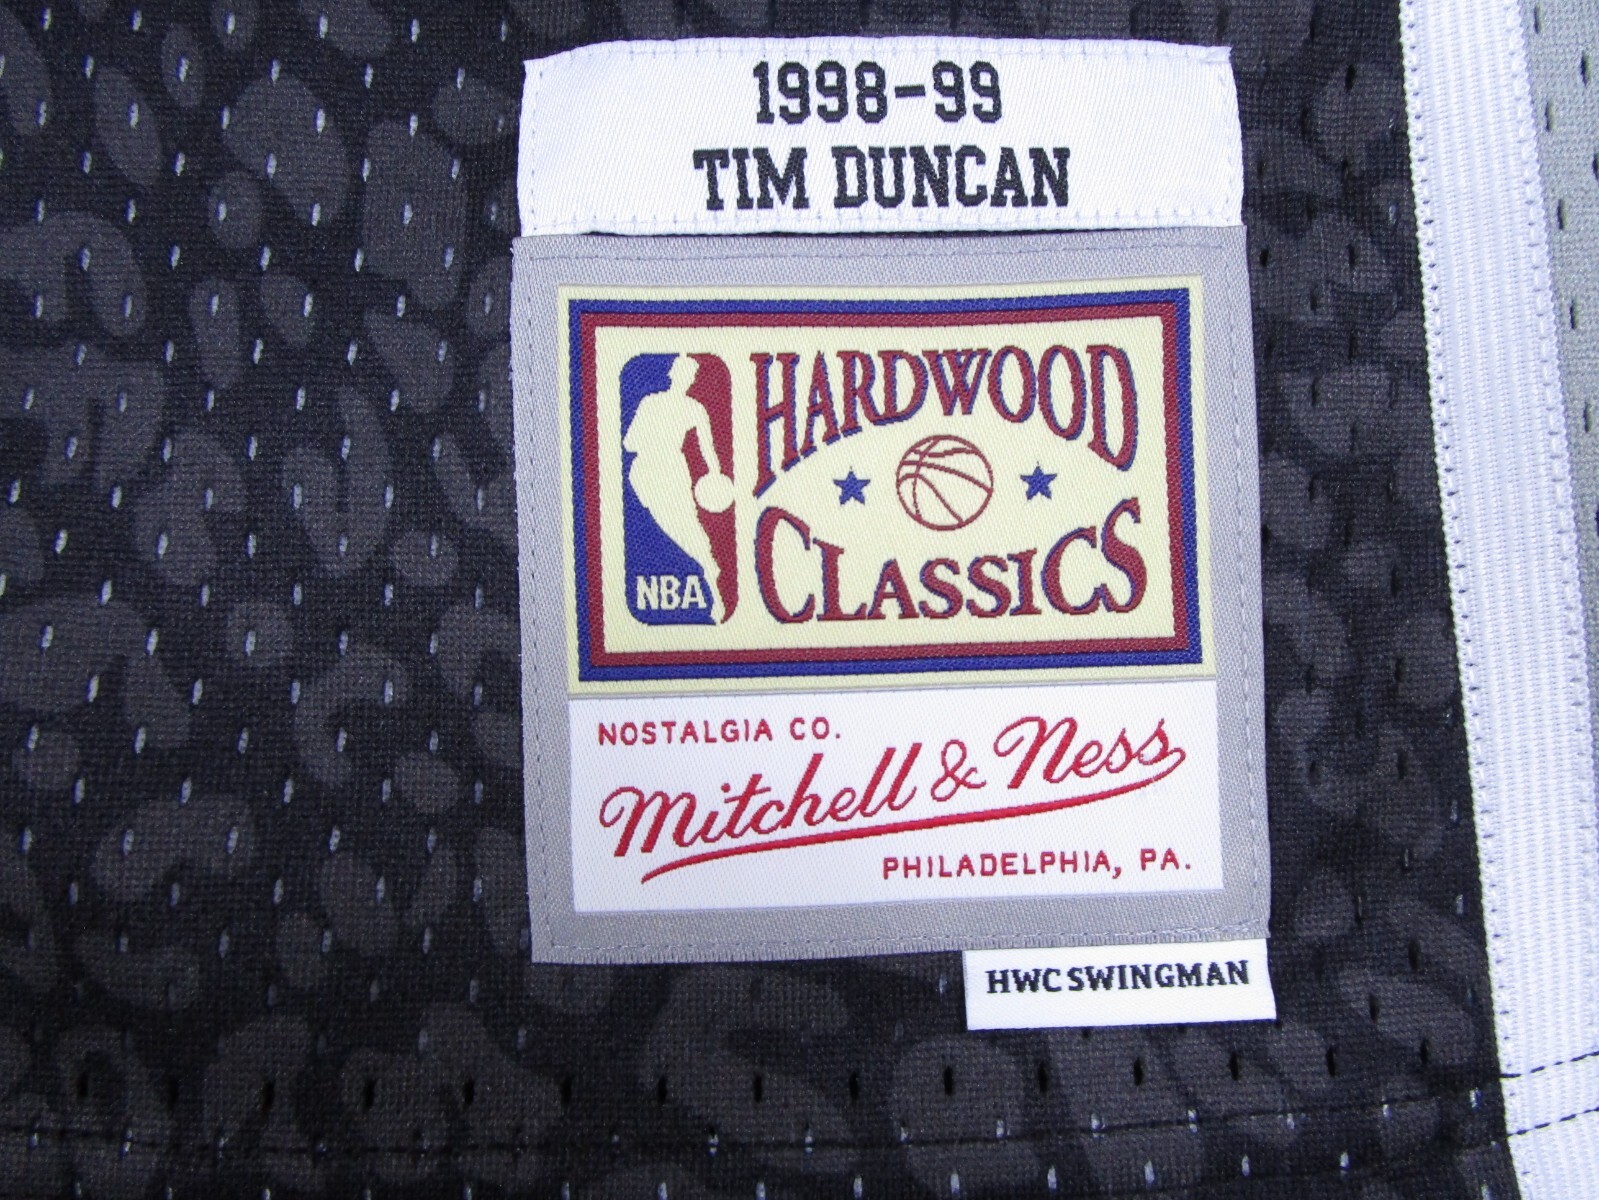 1998-99
TIM DUNCAN
HARDWOOD
CLASSICS
NBA
NOSTALGIA CO.
Mitchell & Ness
PHILADELPHIA, PA.
HWC SWINGMAN